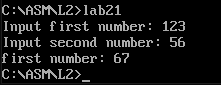 C:\ASM\L2>lab21
Input first number: 123
Input second number: 56
first number: 67
C:\ASM\L2>_